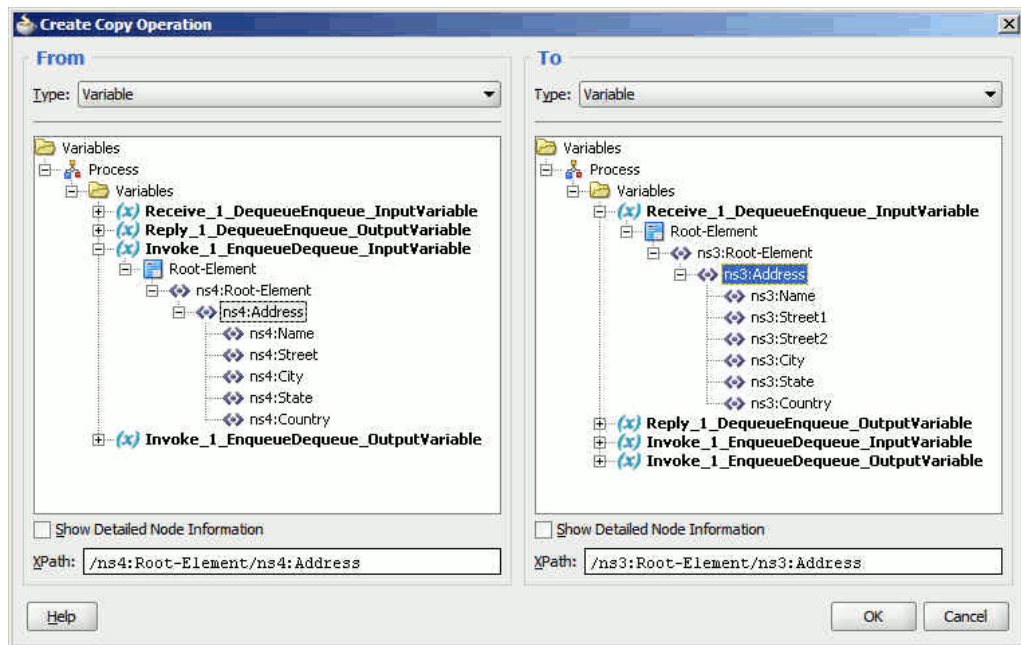 Create Copy Operation
From
Type: Variable
Variables
Process
Variables
(x) Receive_1_DequeueEnqueue_InputVariable
(x) Reply_1_DequeueEnqueue_OutputVariable
(x) Invoke_1_EnqueueDequeue_InputVariable
Root-Element
ns4:Root-Element
ns4:Address
ns4:Name
ns4:Street
ns4:City
ns4:State
ns4:Country
(x) Invoke_1_EnqueueDequeue_OutputVariable
Show Detailed Node Information
XPath: /ns4:Root-Element/ns4:Address
To
Type: Variable
Variables
Process
Variables
(x) Receive_1_DequeueEnqueue_InputVariable
Root-Element
ns3:Root-Element
ns3:Address
ns3:Name
ns3:Street1
ns3:Street2
ns3:City
ns3:State
ns3:Country
(x) Reply_1_DequeueEnqueue_OutputVariable
(x) Invoke_1_EnqueueDequeue_InputVariable
(x) Invoke_1_EnqueueDequeue_OutputVariable
Show Detailed Node Information
XPath: /ns3:Root-Element/ns3:Address
Help
OK
Cancel